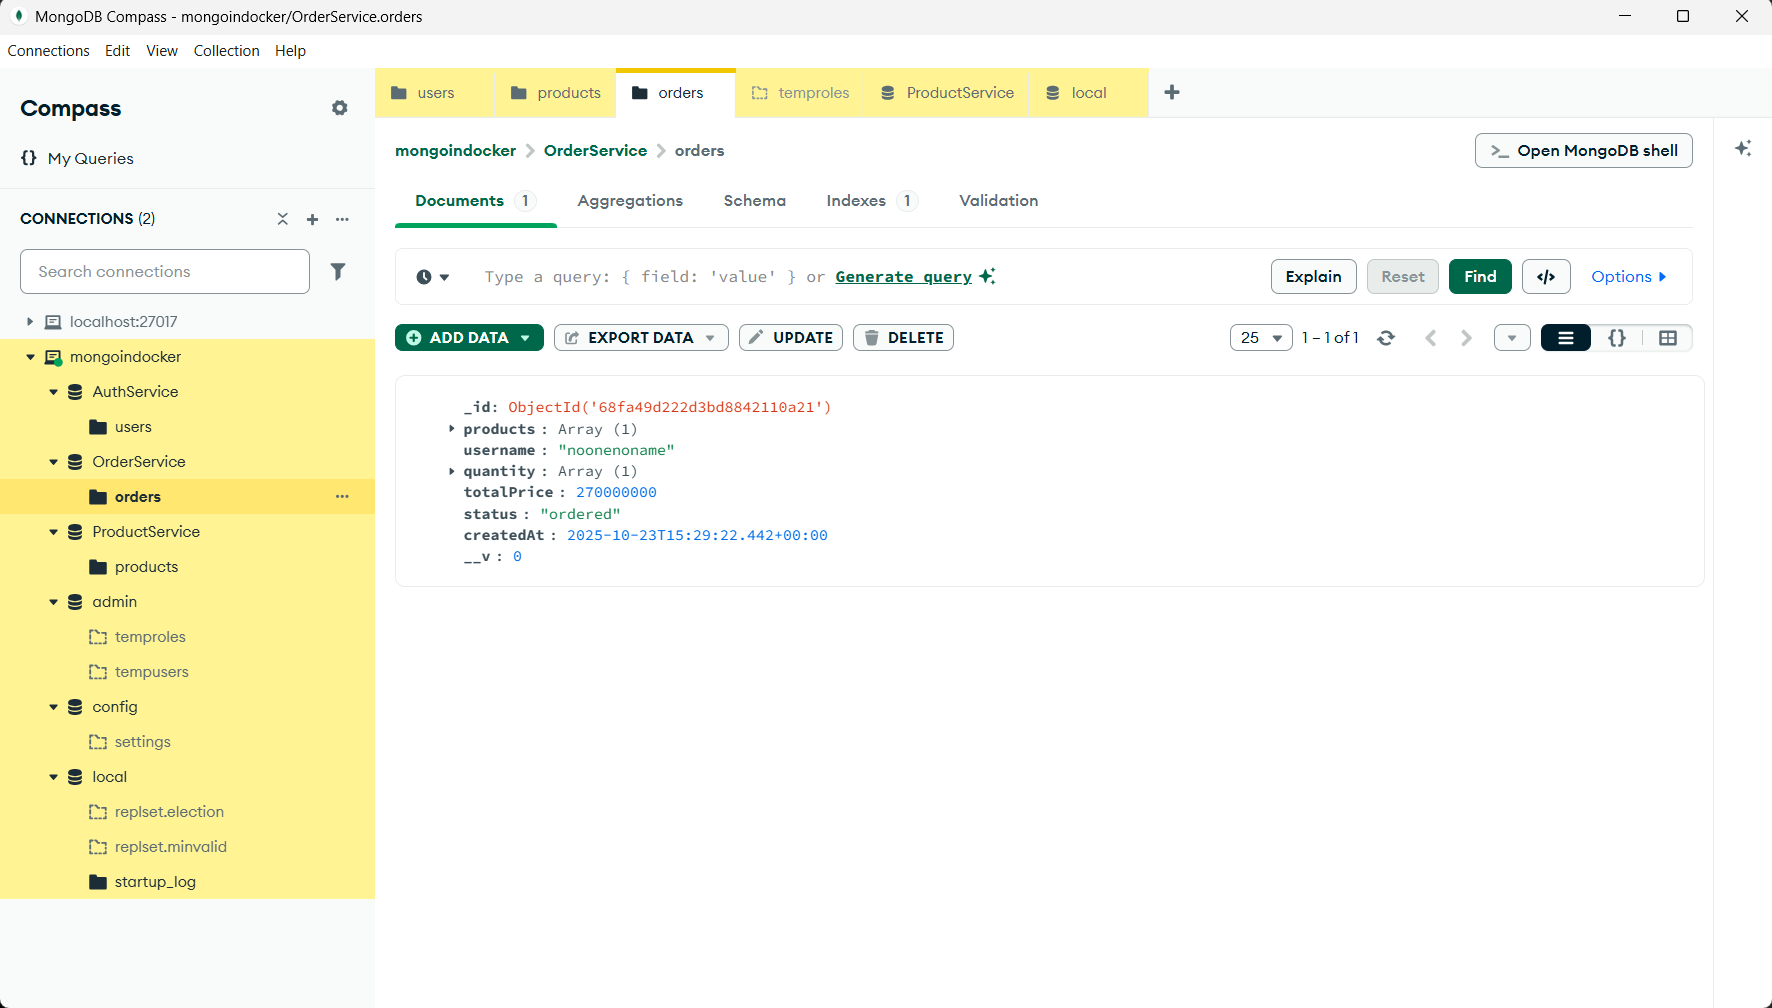 MongoDB Compass - mongoindocker/OrderService.orders
Connections Edit View Collection Help
Compass
{} My Queries
CONNECTIONS (2)
Search connections
localhost:27017
mongoindocker
AuthService
users
OrderService
orders
ProductService
products
admin
temproles
tempusers
config
settings
local
replset.election
replset.minvalid
startup_log
users products orders temproles ProductService local
mongoindocker > OrderService > orders
>_ Open MongoDB shell
Documents 1 Aggregations Schema Indexes 1 Validation
Type a query: { field: 'value' } or Generate query
Explain Reset Find </> Options
ADD DATA EXPORT DATA UPDATE DELETE
25 1 – 1 of 1 {}
_id: ObjectId('68fa49d222d3bd8842110a21')
products : Array (1)
username : "noonenoname"
quantity : Array (1)
totalPrice : 270000000
status : "ordered"
createdAt : 2025-10-23T15:29:22.442+00:00
__v : 0